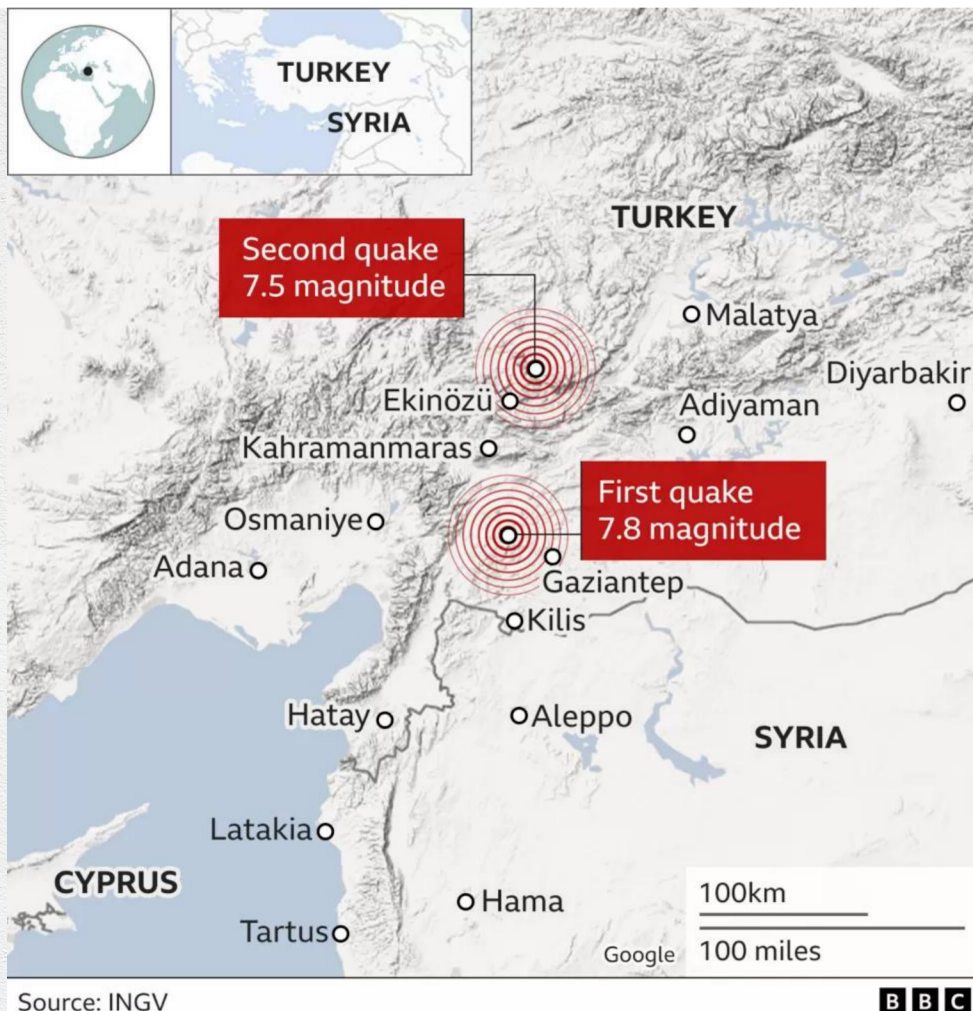 TURKEY
SYRIA
TURKEY
Second quake
7.5 magnitude
Malatya
Diyarbakir
Ekinözü
Adiyaman
Kahramanmaras
First quake
7.8 magnitude
Osmaniye
Adana
Gaziantep
Kilis
Hatay
Aleppo
SYRIA
Latakia
CYPRUS
Hama
100km
Tartus
Google
100 miles
Source: INGV
BBC